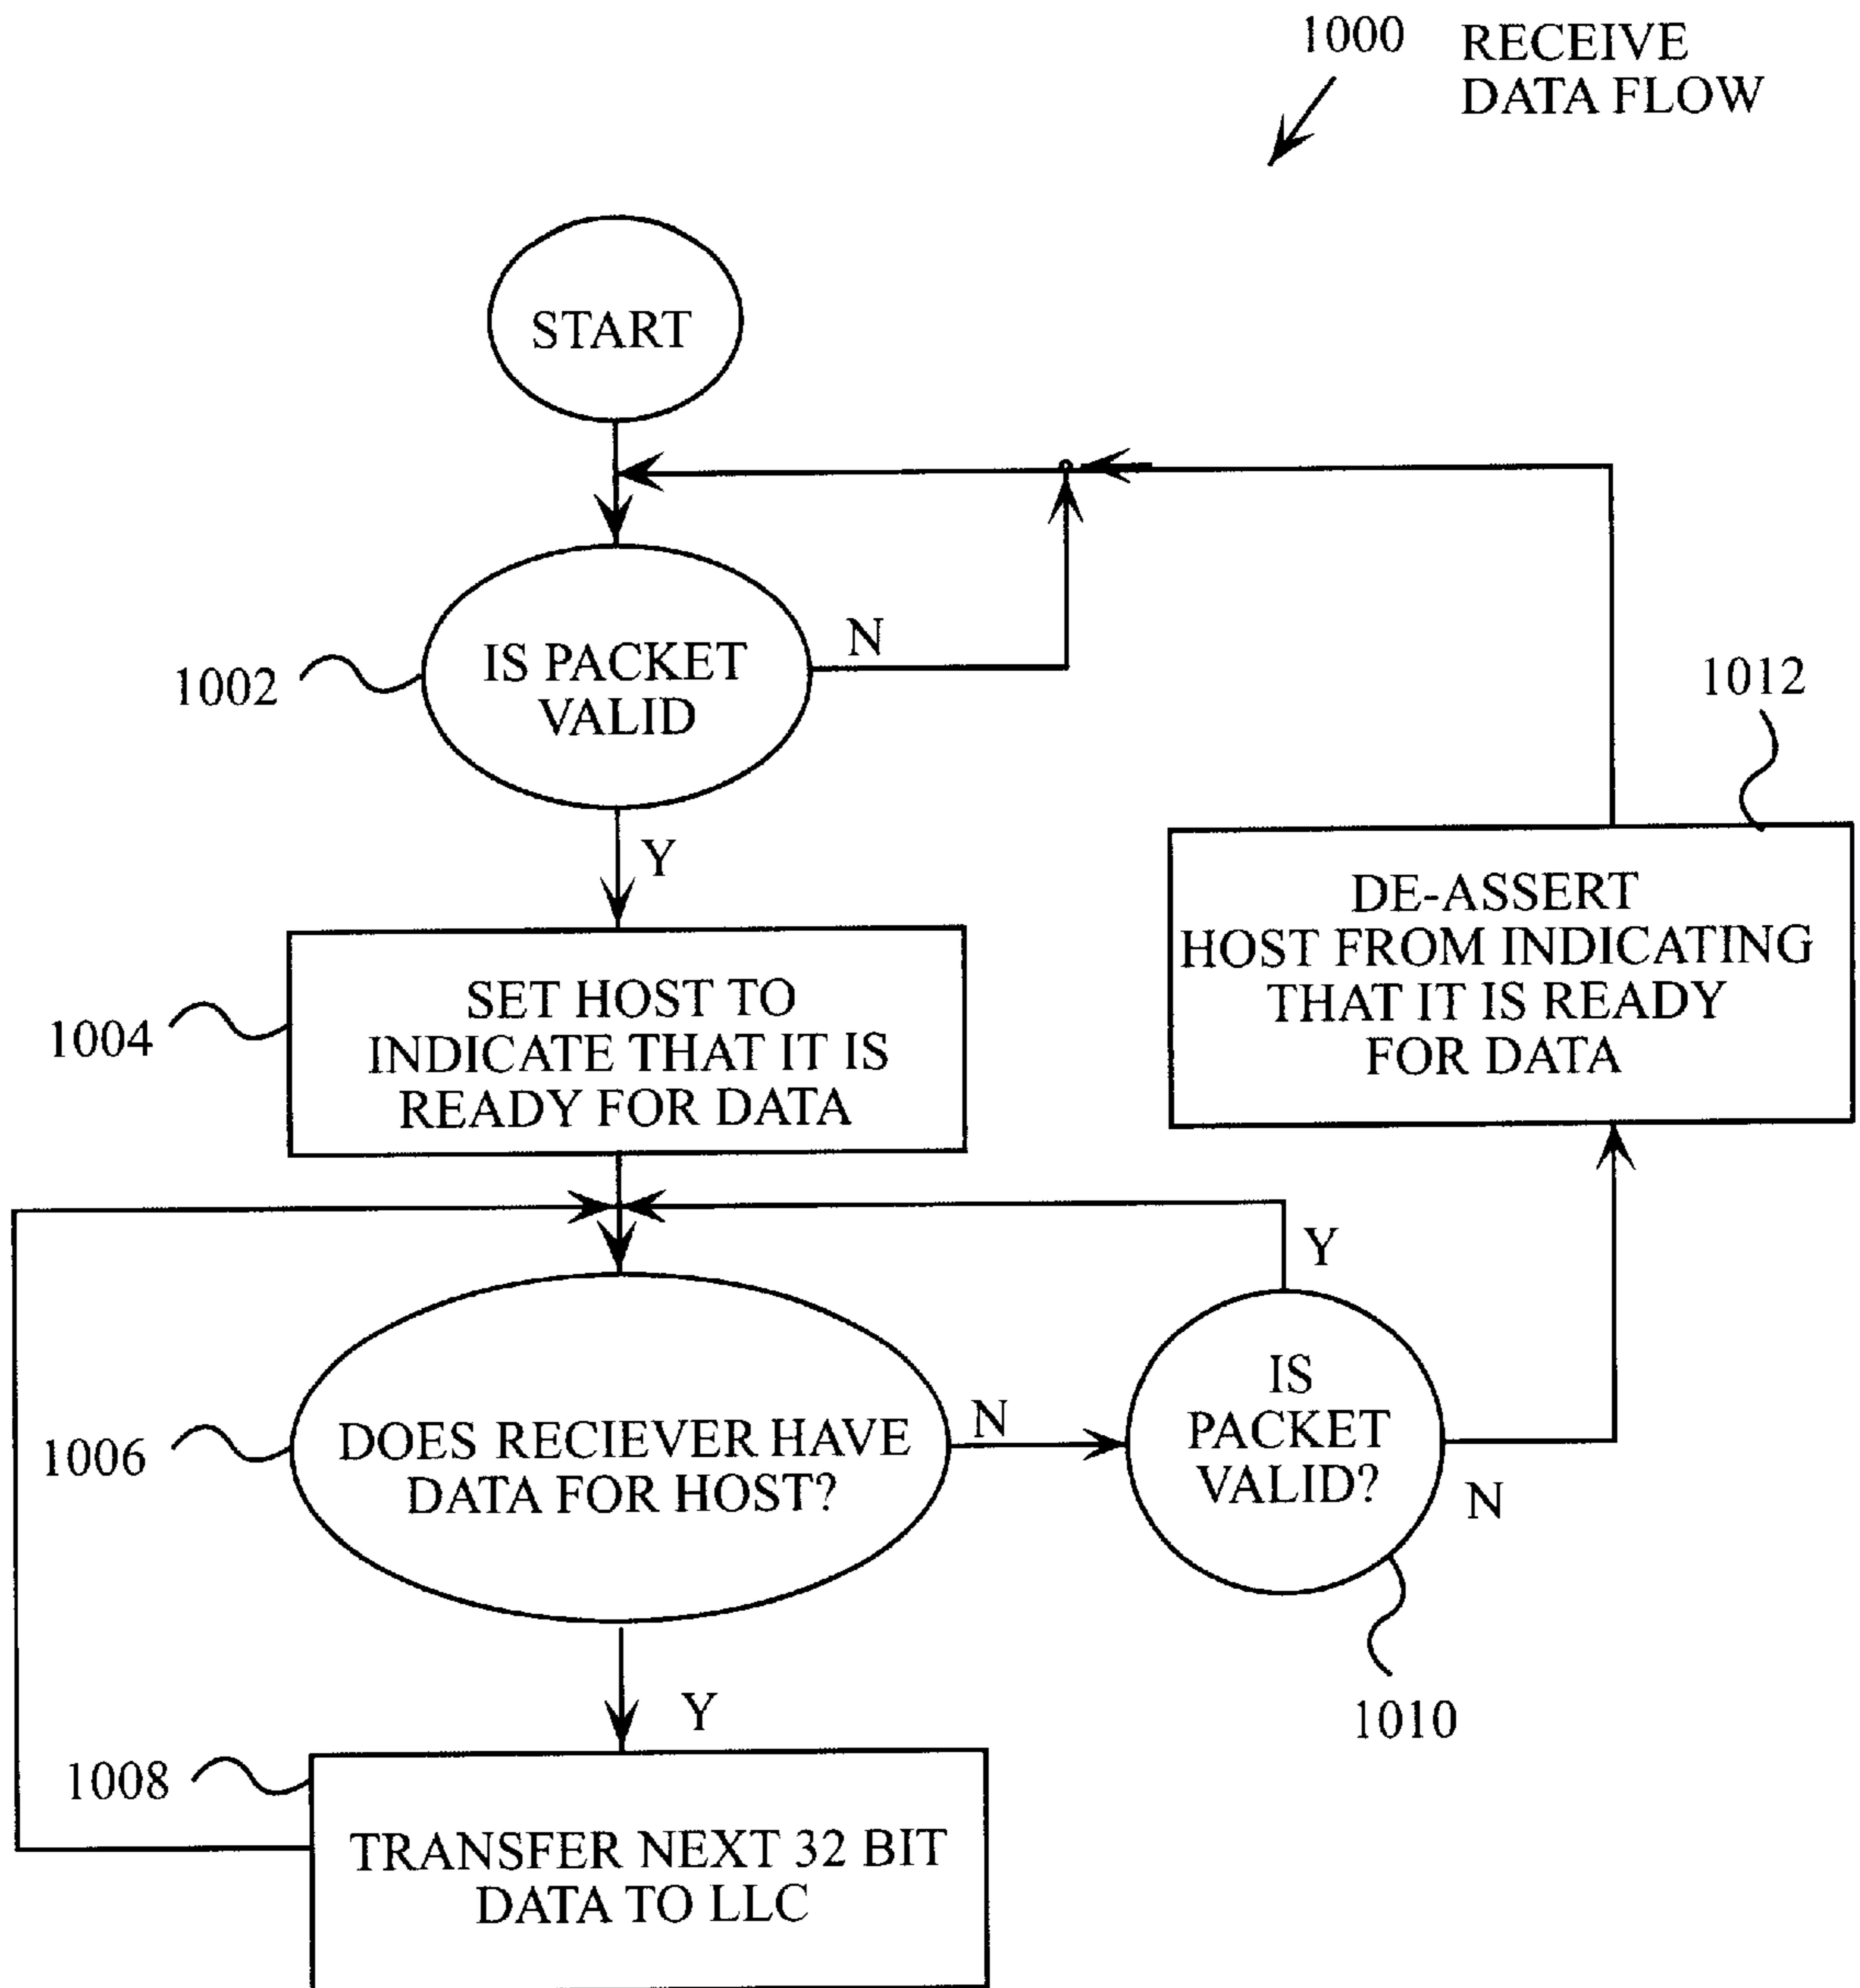 1000 RECEIVE
DATA FLOW
START
IS PACKET
VALID
N
1002
Y
1012
DE-ASSERT
HOST FROM INDICATING
THAT IT IS READY
FOR DATA
SET HOST TO
INDICATE THAT IT IS
READY FOR DATA
1004
Y
DOES RECIEVER HAVE
DATA FOR HOST?
1006
N
IS
PACKET
VALID?
N
1010
Y
1008
TRANSFER NEXT 32 BIT
DATA TO LLC